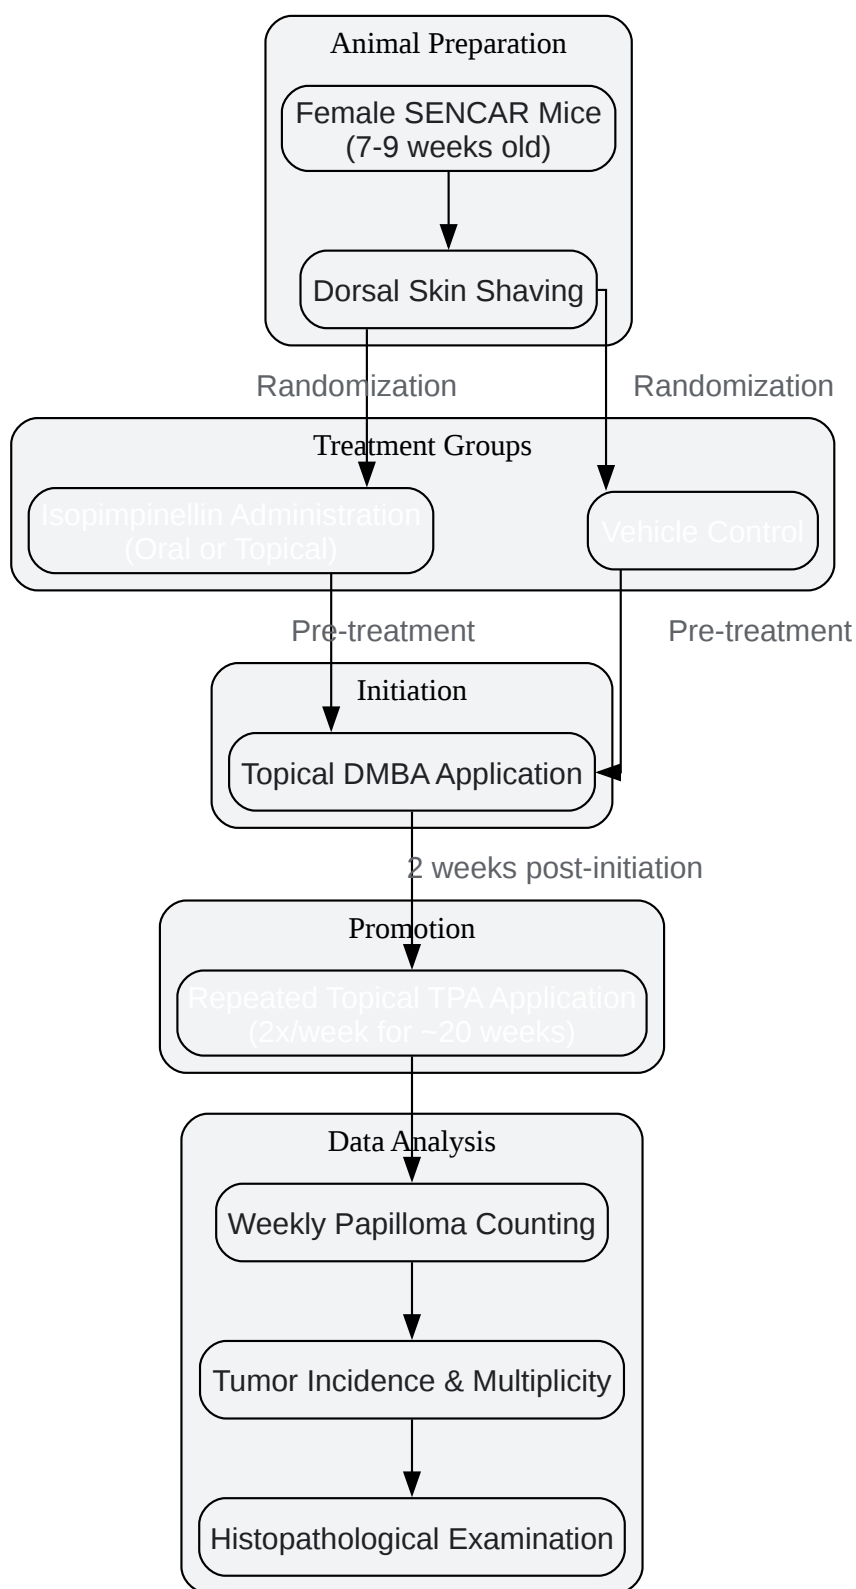 Animal Preparation
Female SENCAR Mice
(7-9 weeks old)
Dorsal Skin Shaving
Randomization
Randomization
Treatment Groups
Isopimpinellin Administration
(Oral or Topical)
Vehicle Control
Pre-treatment
Pre-treatment
Initiation
Topical DMBA Application
2 weeks post-initiation
Promotion
Repeated Topical TPA Application
(2x/week for ~20 weeks)
Data Analysis
Weekly Papilloma Counting
Tumor Incidence & Multiplicity
Histopathological Examination